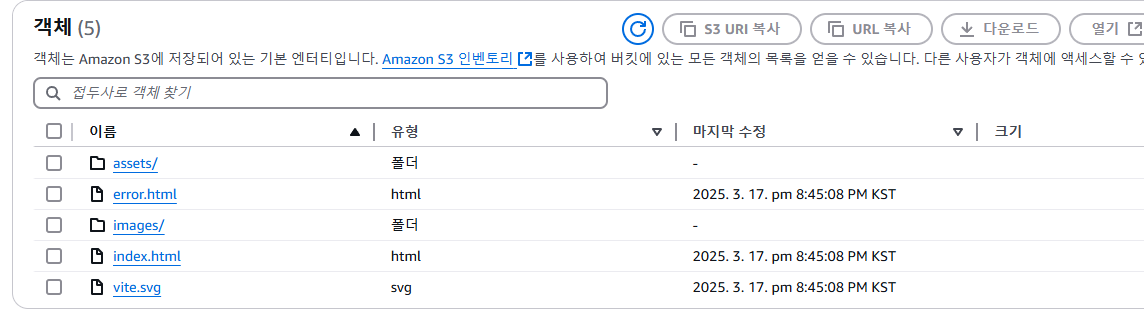 객체 (5)
S3 URI 복사
URL 복사
다운로드
열기
객체는 Amazon S3에 저장되어 있는 기본 엔터티입니다. Amazon S3 인벤토리를 사용하여 버킷에 있는 모든 객체의 목록을 얻을 수 있습니다. 다른 사용자가 객체에 액세스할 수
접두사로 객체 찾기
이름 유형 마지막 수정 크기
assets/ 폴더 -
error.html html 2025. 3. 17. pm 8:45:08 PM KST
images/ 폴더 -
index.html html 2025. 3. 17. pm 8:45:08 PM KST
vite.svg svg 2025. 3. 17. pm 8:45:08 PM KST